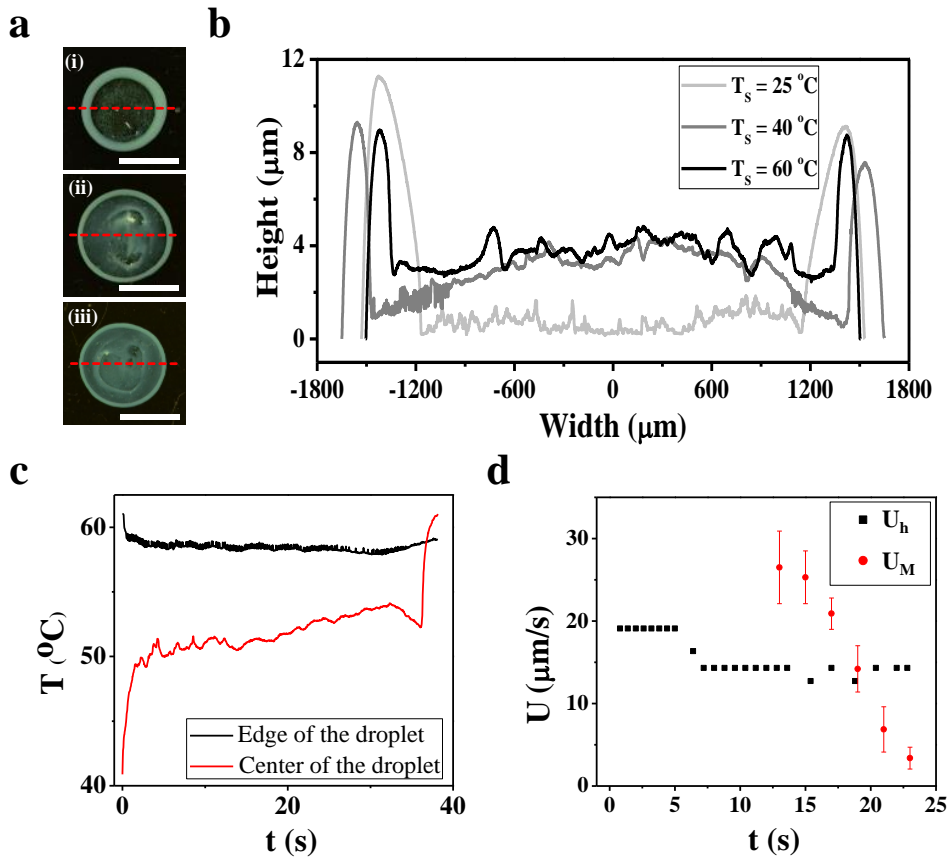 a
(i)
(ii)
(iii)
b
12
8
4
0
Height (μm)
-1800 -1200 -600 0 600 1200 1800
Width (μm)
T_S = 25 °C
T_S = 40 °C
T_S = 60 °C
c
60
50
40
T (°C)
0 20 40
t (s)
Edge of the droplet
Center of the droplet
d
30
20
10
0
U (μm/s)
0 5 10 15 20 25
t (s)
U_h
U_M